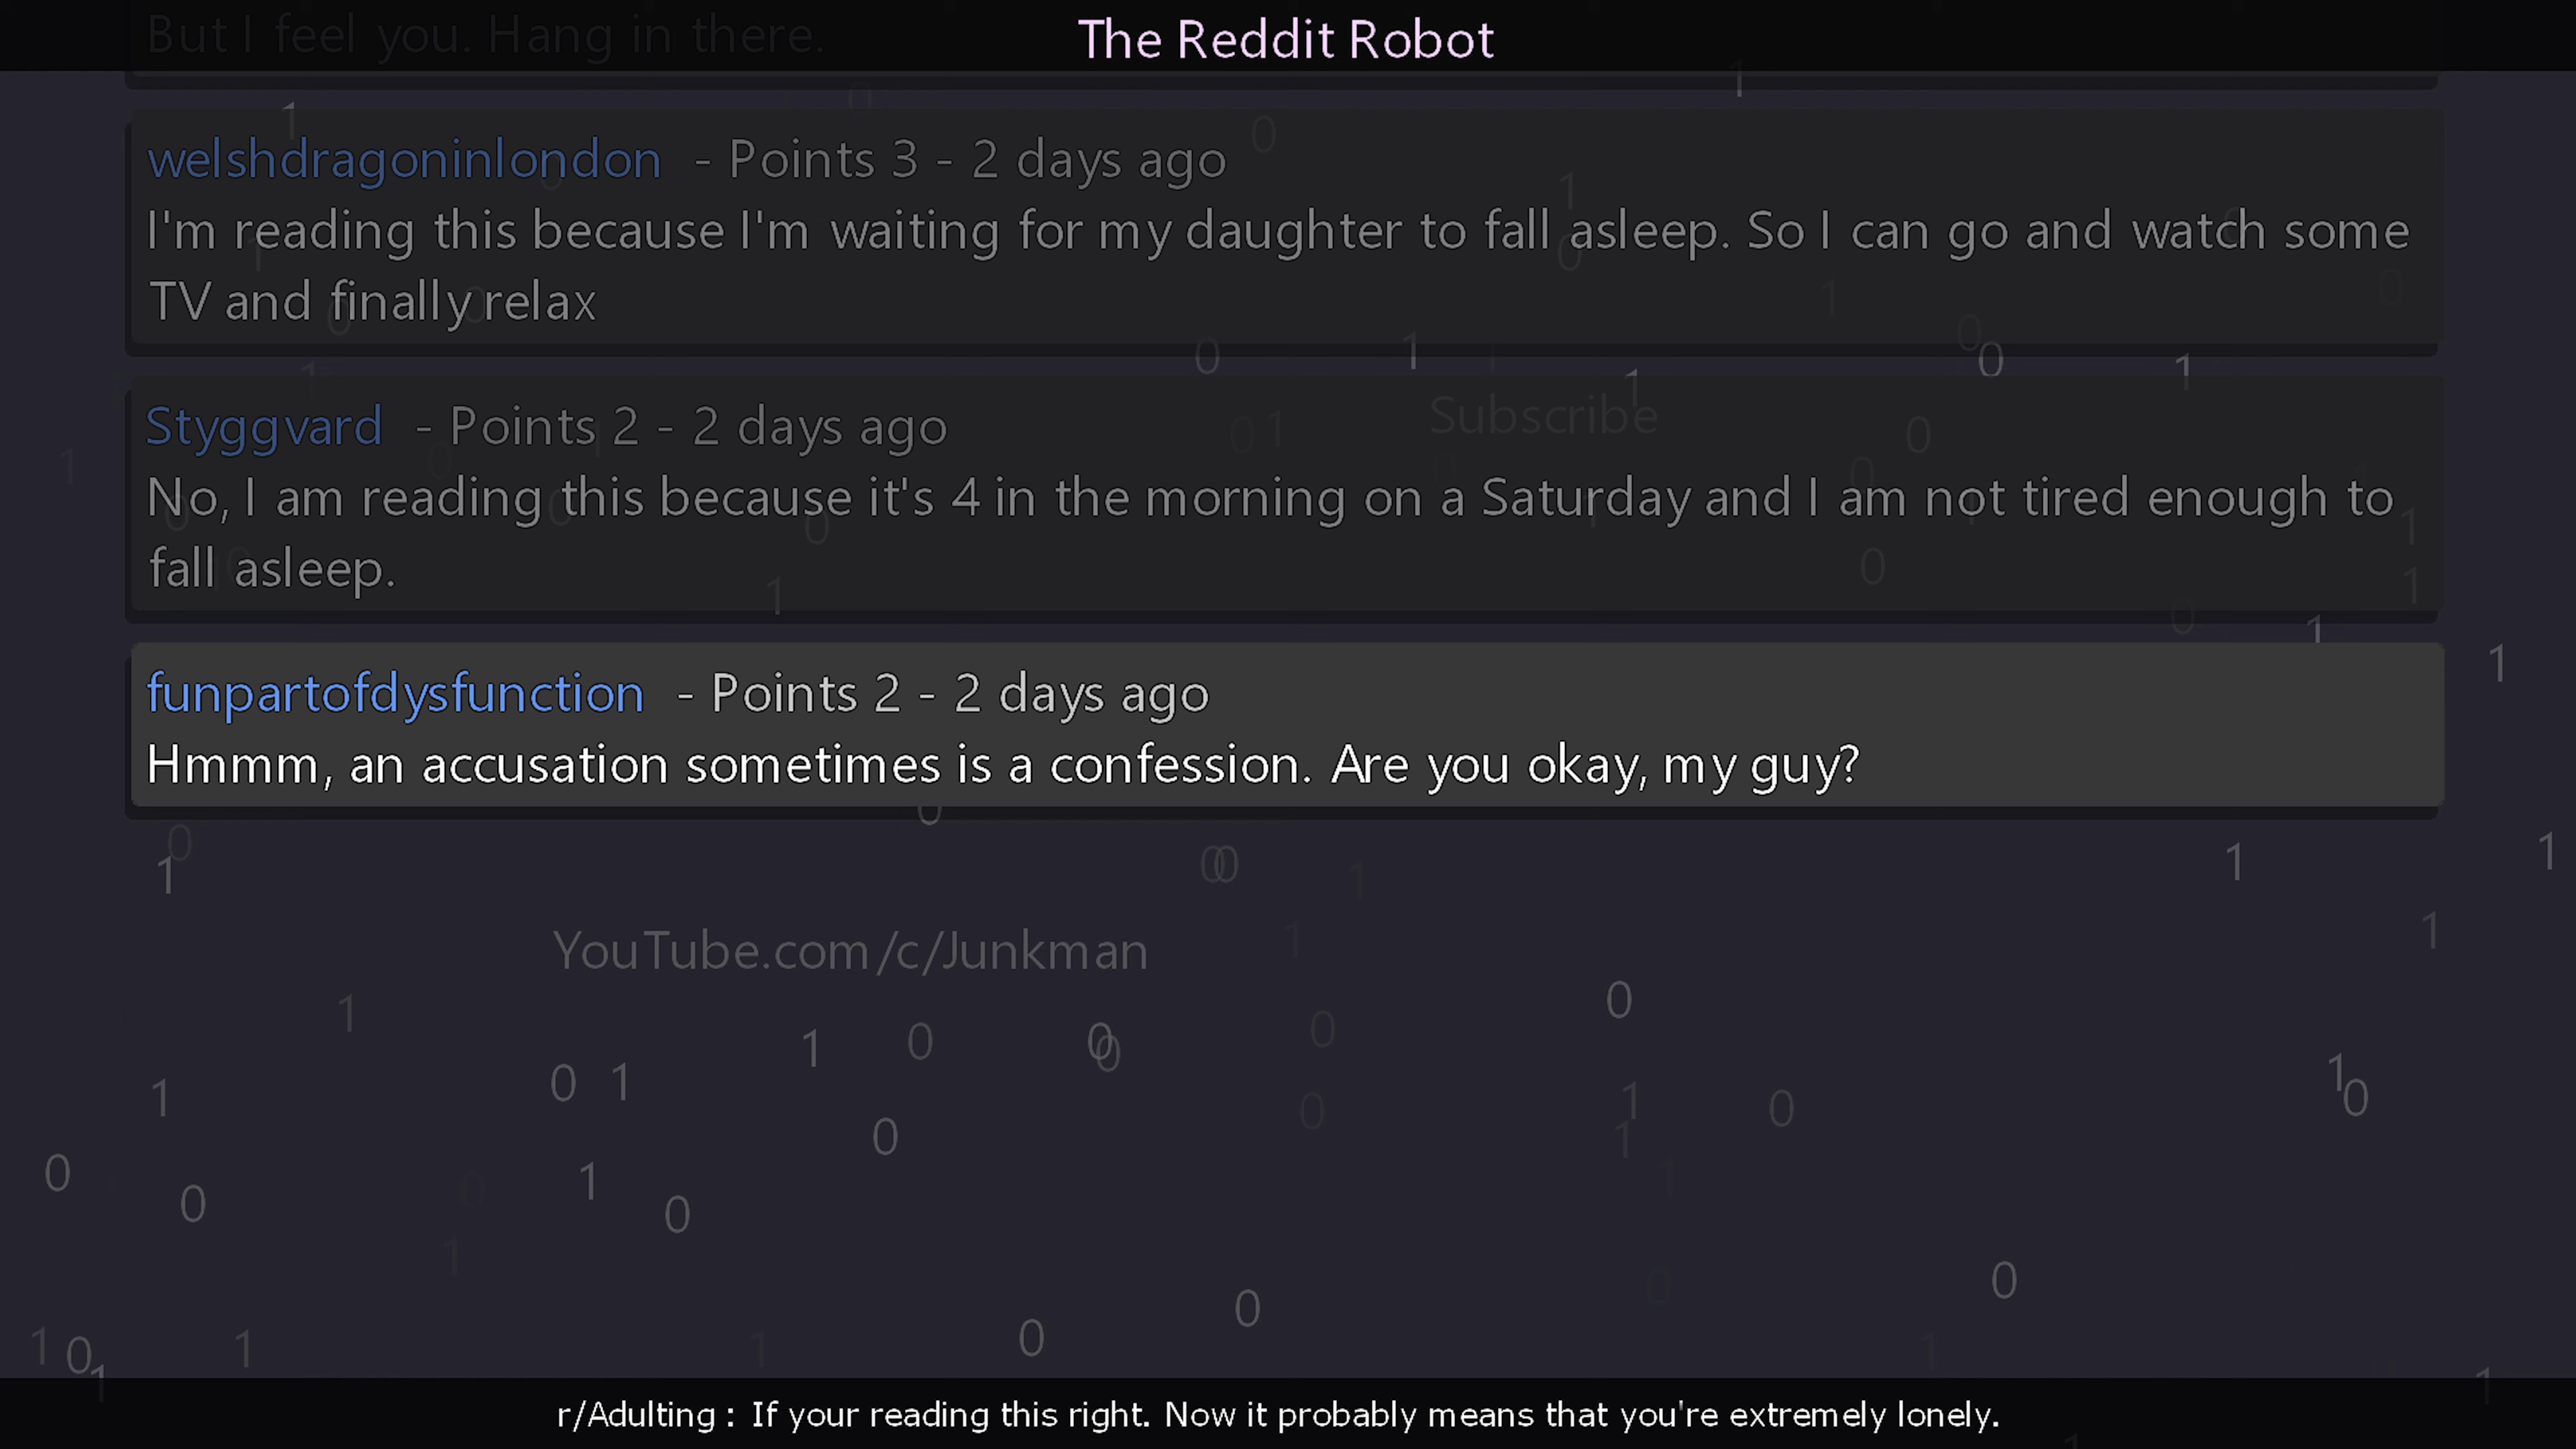 But I feel you. Hang in there.
The Reddit Robot
welshdragoninlondon - Points 3 - 2 days ago
I'm reading this because I'm waiting for my daughter to fall asleep. So I can go and watch some
TV and finally relax
Styggvard - Points 2 - 2 days ago
Subscribe
No, I am reading this because it's 4 in the morning on a Saturday and I am not tired enough to
fall asleep.
funpartofdysfunction - Points 2 - 2 days ago
Hmmm, an accusation sometimes is a confession. Are you okay, my guy?
YouTube.com/c/Junkman
r/Adulting : If your reading this right. Now it probably means that you're extremely lonely.